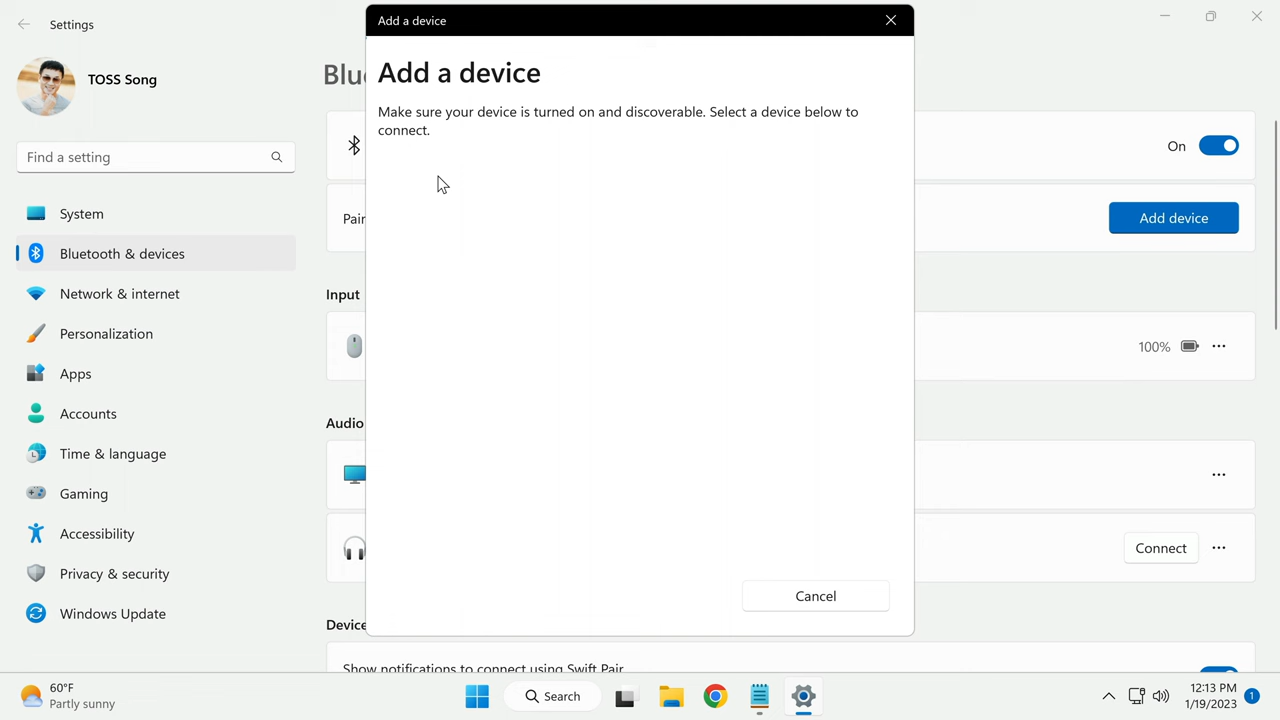 Settings
Add a device
TOSS Song
Find a setting
System
Bluetooth & devices
Network & internet
Personalization
Apps
Accounts
Time & language
Gaming
Accessibility
Privacy & security
Windows Update
Add a device
Make sure your device is turned on and discoverable. Select a device below to
connect.
Cancel
Blu
On
Pair
Add device
Input
100%
Audio
Connect
Device
Show notifications to connect using Swift Pair
60°F
Partly sunny
Search
12:13 PM
1/19/2023
1